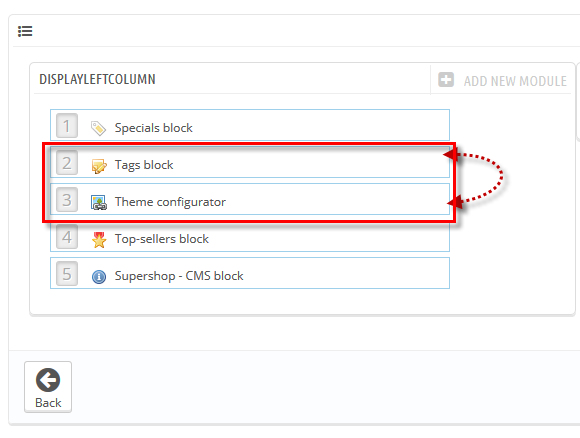 DISPLAYLEFTCOLUMN
ADD NEW MODULE
1 Specials block
2 Tags block
3 Theme configurator
4 Top-sellers block
5 Supershop - CMS block
Back